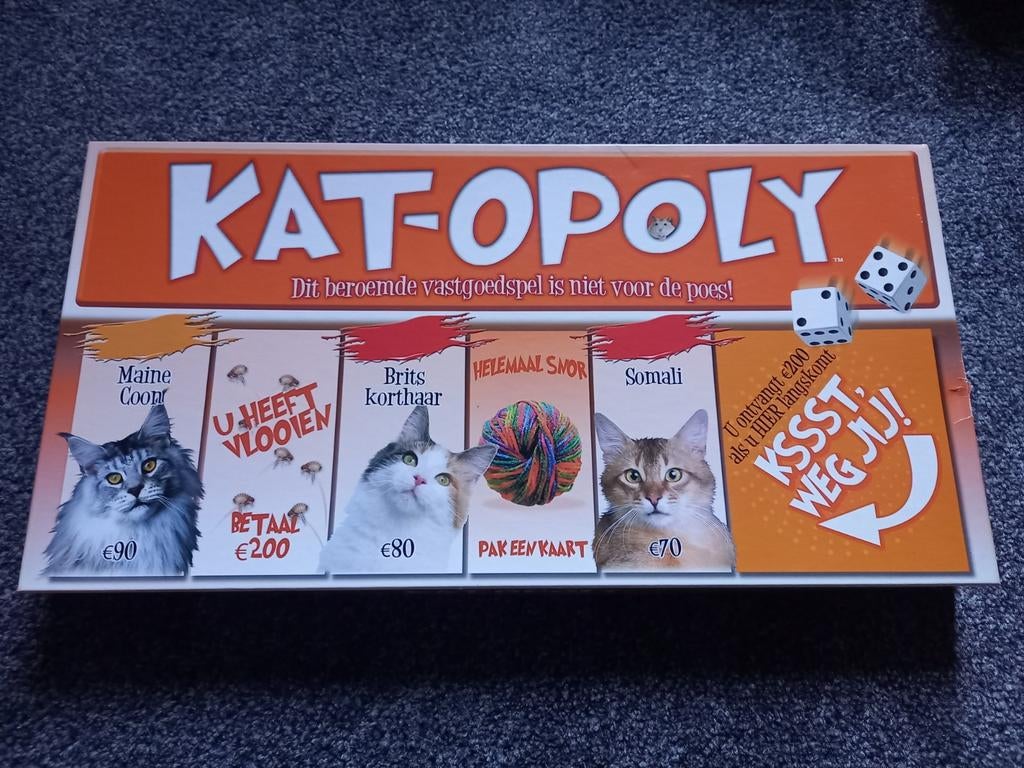 KAT-OPOLY
TM
Dit beroemde vastgoedspel is niet voor de poes!
Maine
Coon
€90
U HEEFT
VLOOIEN
BETAAL
€200
Brits
korthaar
€80
HELEMAAL SNOR
PAK EEN KAART
Somali
€70
U ontvangt €200
als u HIER langskomt
KSSST,
WEG JIJ!